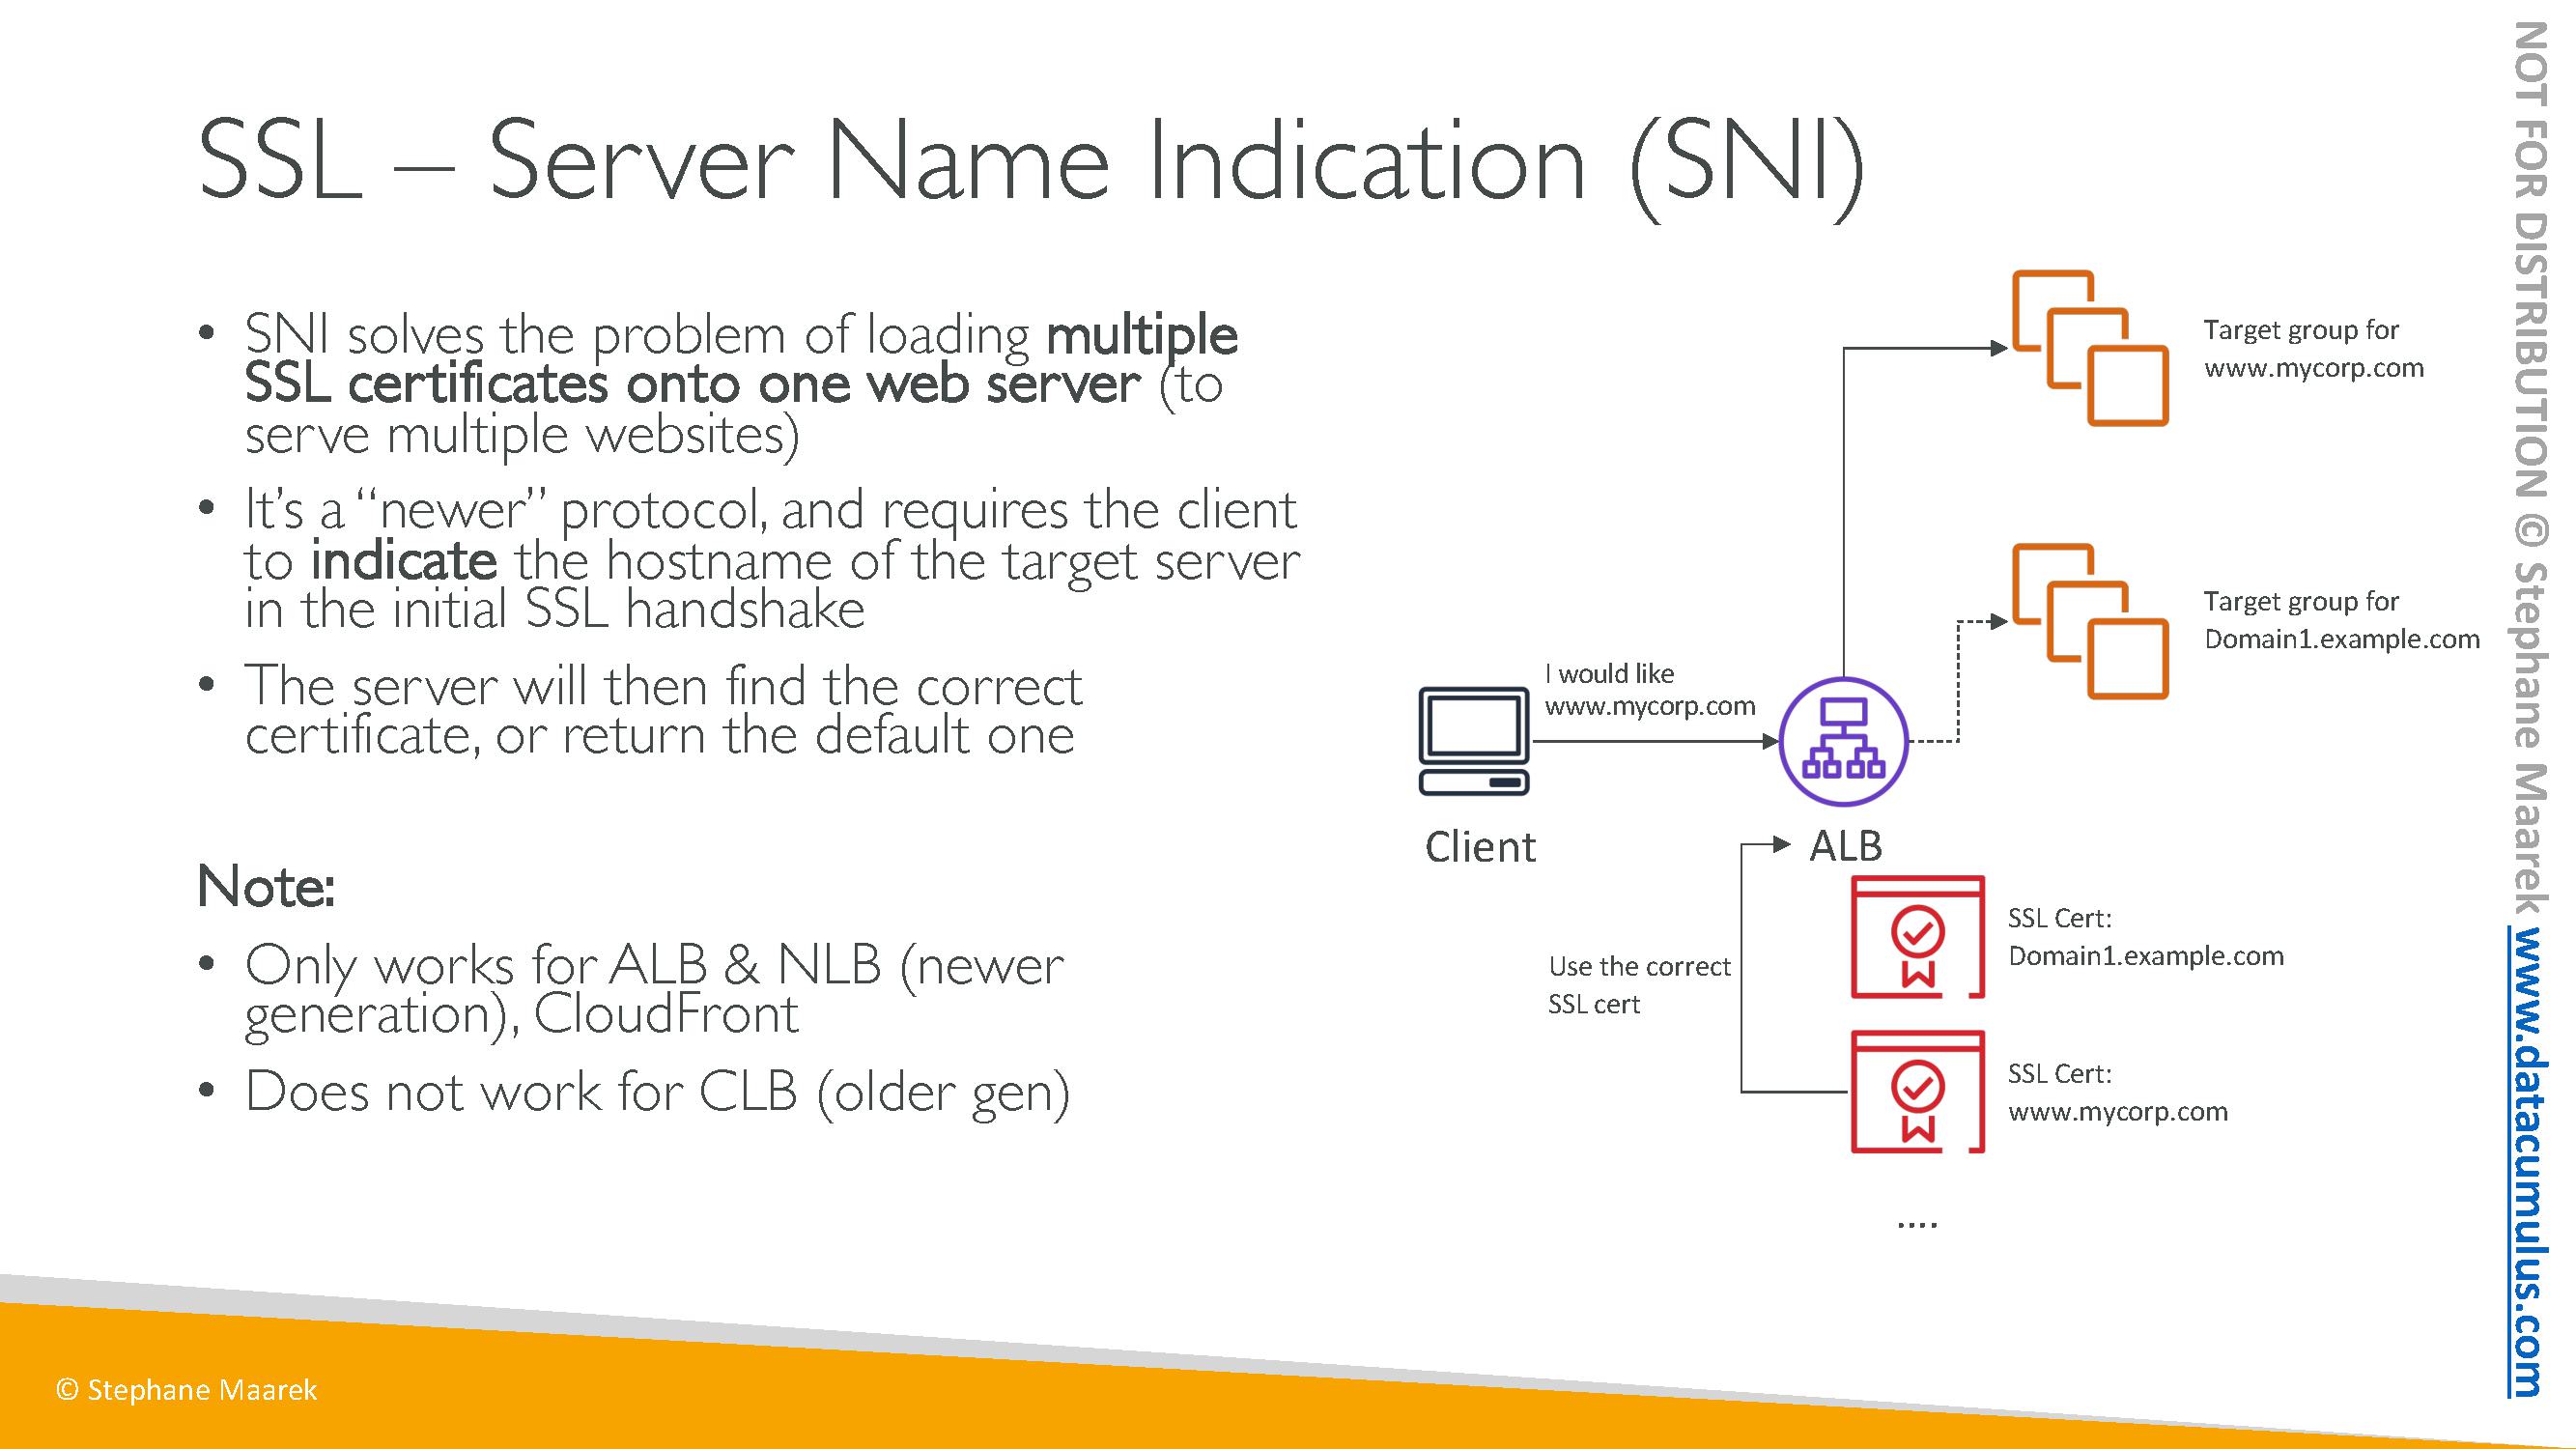 SSL – Server Name Indication (SNI)
• SNI solves the problem of loading multiple
SSL certificates onto one web server (to
serve multiple websites)
• It’s a “newer” protocol, and requires the client
to indicate the hostname of the target server
in the initial SSL handshake
• The server will then find the correct
certificate, or return the default one
Note:
• Only works for ALB & NLB (newer
generation), CloudFront
• Does not work for CLB (older gen)
Target group for
www.mycorp.com
Target group for
Domain1.example.com
I would like
www.mycorp.com
Client
ALB
Use the correct
SSL cert
SSL Cert:
Domain1.example.com
SSL Cert:
www.mycorp.com
....
© Stephane Maarek
NOT FOR DISTRIBUTION © Stephane Maarek www.datacumulus.com